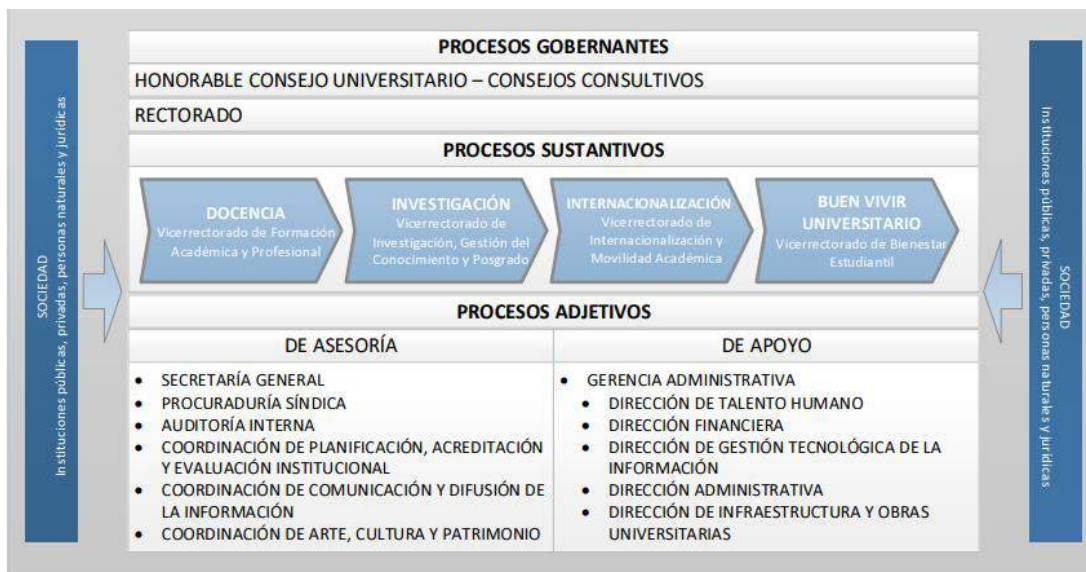 SOCIEDAD
Instituciones públicas, privadas, personas naturales y jurídicas
PROCESOS GOBERNANTES
HONORABLE CONSEJO UNIVERSITARIO – CONSEJOS CONSULTIVOS
RECTORADO
PROCESOS SUSTANTIVOS
DOCENCIA
Vicerrectorado de Formación
Académica y Profesional
INVESTIGACIÓN
Vicerrectorado de
Investigación, Gestión del
Conocimiento y Posgrado
INTERNACIONALIZACIÓN
Vicerrectorado de
Internacionalización y
Movilidad Académica
BUEN VIVIR
UNIVERSITARIO
Vicerrectorado de Bienestar
Estudiantil
PROCESOS ADJETIVOS
DE ASESORÍA
• SECRETARÍA GENERAL
• PROCURADURÍA SÍNDICA
• AUDITORÍA INTERNA
• COORDINACIÓN DE PLANIFICACIÓN, ACREDITACIÓN
Y EVALUACIÓN INSTITUCIONAL
• COORDINACIÓN DE COMUNICACIÓN Y DIFUSIÓN DE
LA INFORMACIÓN
• COORDINACIÓN DE ARTE, CULTURA Y PATRIMONIO
DE APOYO
• GERENCIA ADMINISTRATIVA
• DIRECCIÓN DE TALENTO HUMANO
• DIRECCIÓN FINANCIERA
• DIRECCIÓN DE GESTIÓN TECNOLÓGICA DE LA
INFORMACIÓN
• DIRECCIÓN ADMINISTRATIVA
• DIRECCIÓN DE INFRAESTRUCTURA Y OBRAS
UNIVERSITARIAS
SOCIEDAD
Instituciones públicas, privadas, personas naturales y jurídicas